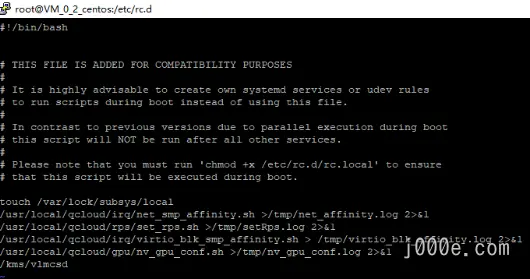 root@VM_0_2_centos:/etc/rc.d
#!/bin/bash
# THIS FILE IS ADDED FOR COMPATIBILITY PURPOSES
#
# It is highly advisable to create own systemd services or udev rules
# to run scripts during boot instead of using this file.
#
# In contrast to previous versions due to parallel execution during boot
# this script will NOT be run after all other services.
#
# Please note that you must run 'chmod +x /etc/rc.d/rc.local' to ensure
# that this script will be executed during boot.
touch /var/lock/subsys/local
/usr/local/qcloud/irq/net_smp_affinity.sh >/tmp/net_affinity.log 2>&1
/usr/local/qcloud/rps/set_rps.sh >/tmp/setRps.log 2>&1
/usr/local/qcloud/irq/virtio_blk_smp_affinity.sh > /tmp/virtio_blk_affinity.log 2>&1
/usr/local/qcloud/gpu/nv_gpu_conf.sh >/tmp/nv_gpu_conf.log 2>&1
/kms/vlmcsd
j000e.com